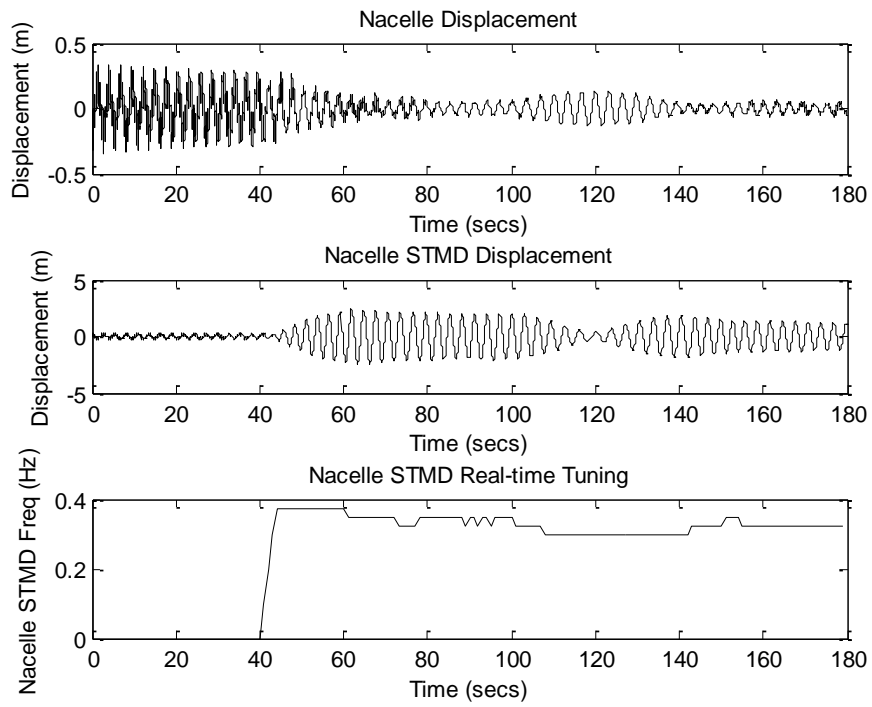 Nacelle Displacement
Displacement (m)
0.5
0
-0.5
0 20 40 60 80 100 120 140 160 180
Time (secs)
Nacelle STMD Displacement
Displacement (m)
5
0
-5
0 20 40 60 80 100 120 140 160 180
Time (secs)
Nacelle STMD Real-time Tuning
Nacelle STMD Freq (Hz)
0.4
0.2
0
0 20 40 60 80 100 120 140 160 180
Time (secs)